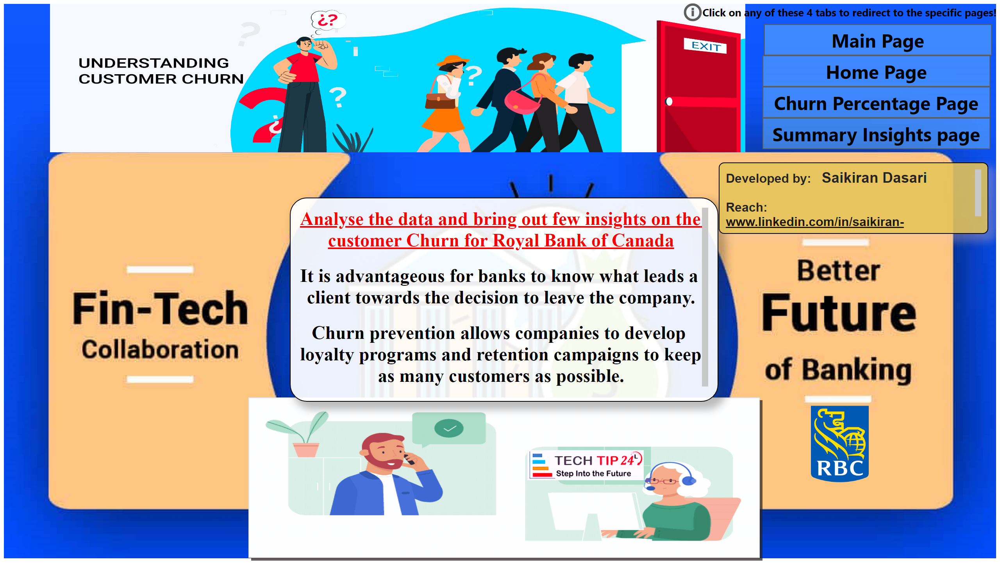 Click on any of these 4 tabs to redirect to the specific pages!
¿?
UNDERSTANDING
CUSTOMER CHURN
?
?
?
?
¿
¿
EXIT
Main Page
Home Page
Churn Percentage Page
Summary Insights page
Developed by: Saikiran Dasari
Reach:
www.linkedin.com/in/saikiran-
Analyse the data and bring out few insights on the
customer Churn for Royal Bank of Canada
It is advantageous for banks to know what leads a
client towards the decision to leave the company.
Churn prevention allows companies to develop
loyalty programs and retention campaigns to keep
as many customers as possible.
Fin-Tech
Collaboration
Better
Future
of Banking
RBC
TECH TIP 24
Step Into the Future